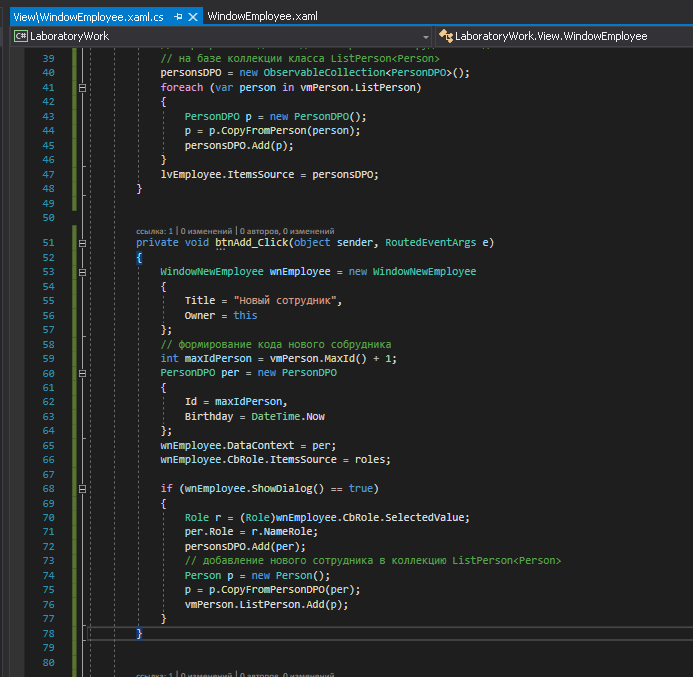 View\WindowEmployee.xaml.cs WindowEmployee.xaml
C# LaboratoryWork LaboratoryWork.View.WindowEmployee
39 // на базе коллекции класса ListPerson<Person>
40 personsDPO = new ObservableCollection<PersonDPO>();
41 foreach (var person in vmPerson.ListPerson)
42 {
43 PersonDPO p = new PersonDPO();
44 p = p.CopyFromPerson(person);
45 personsDPO.Add(p);
46 }
47 lvEmployee.ItemsSource = personsDPO;
48 }
49
50
ссылка: 1 | 0 изменений | 0 авторов, 0 изменений
51 private void btnAdd_Click(object sender, RoutedEventArgs e)
52 {
53 WindowNewEmployee wnEmployee = new WindowNewEmployee
54 {
55 Title = "Новый сотрудник",
56 Owner = this
57 };
58 // формирование кода нового собрудника
59 int maxIdPerson = vmPerson.MaxId() + 1;
60 PersonDPO per = new PersonDPO
61 {
62 Id = maxIdPerson,
63 Birthday = DateTime.Now
64 };
65 wnEmployee.DataContext = per;
66 wnEmployee.CbRole.ItemsSource = roles;
67
68 if (wnEmployee.ShowDialog() == true)
69 {
70 Role r = (Role)wnEmployee.CbRole.SelectedValue;
71 per.Role = r.NameRole;
72 personsDPO.Add(per);
73 // добавление нового сотрудника в коллекцию ListPerson<Person>
74 Person p = new Person();
75 p = p.CopyFromPersonDPO(per);
76 vmPerson.ListPerson.Add(p);
77 }
78 }
79
80
ссылка: 1 | 0 изменений | 0 авторов, 0 изменений